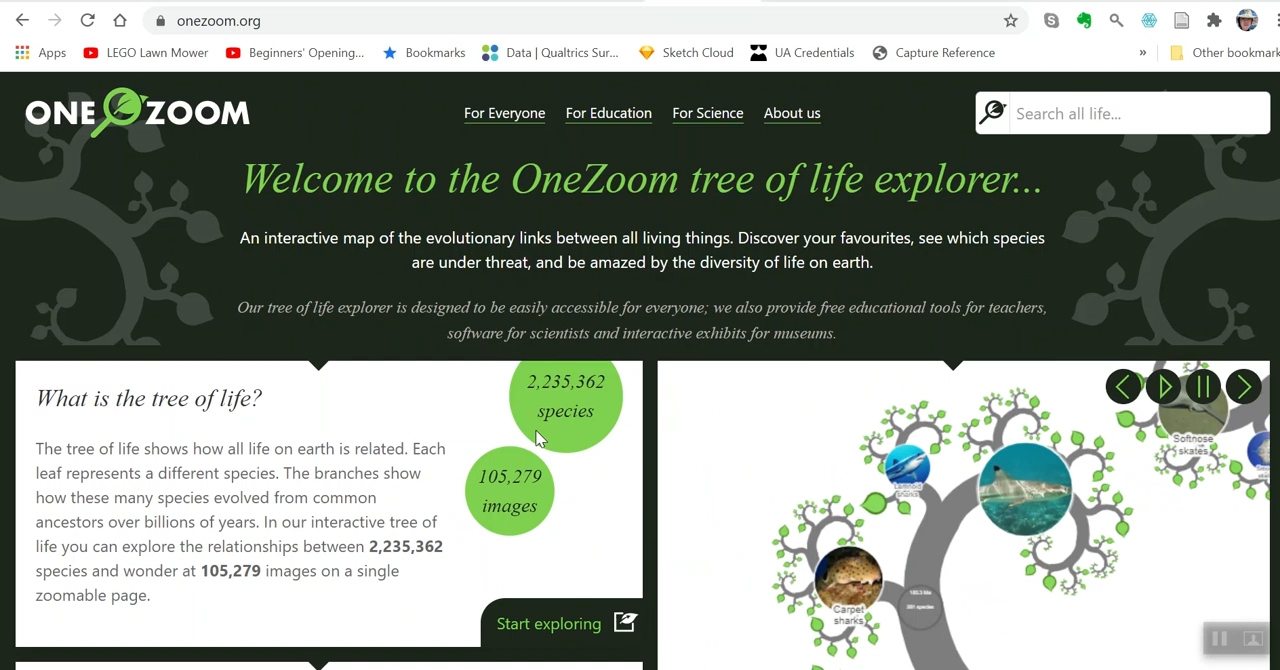 onezoom.org
Apps
LEGO Lawn Mower
Beginners' Opening...
Bookmarks
Data | Qualtrics Sur...
Sketch Cloud
UA Credentials
Capture Reference
»
Other bookmark
ONE ZOOM
For Everyone
For Education
For Science
About us
Search all life...
Welcome to the OneZoom tree of life explorer...
An interactive map of the evolutionary links between all living things. Discover your favourites, see which species
are under threat, and be amazed by the diversity of life on earth.
Our tree of life explorer is designed to be easily accessible for everyone; we also provide free educational tools for teachers,
software for scientists and interactive exhibits for museums.
What is the tree of life?
2,235,362
species
105,279
images
The tree of life shows how all life on earth is related. Each
leaf represents a different species. The branches show
how these many species evolved from common
ancestors over billions of years. In our interactive tree of
life you can explore the relationships between 2,235,362
species and wonder at 105,279 images on a single
zoomable page.
Start exploring
Softnose
skates
Carpet
sharks